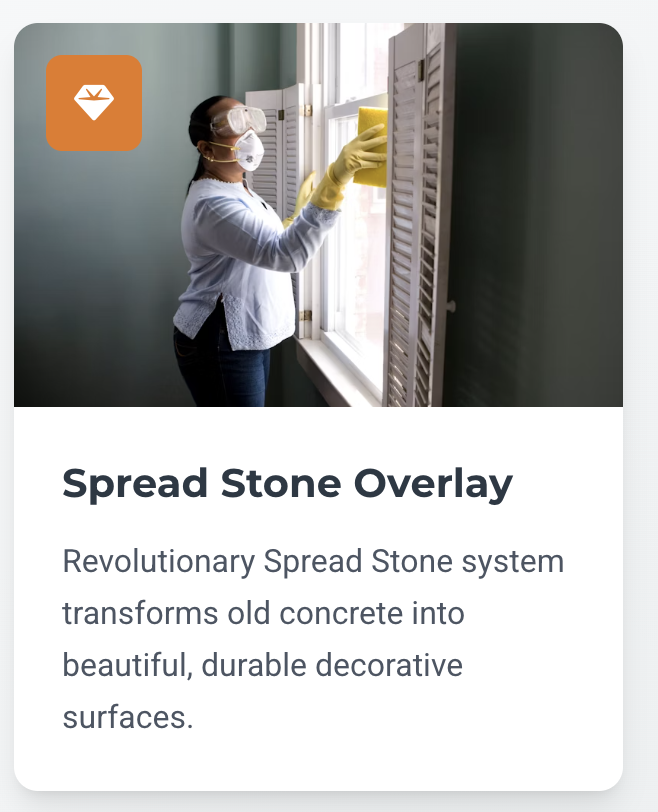 Spread Stone Overlay
Revolutionary Spread Stone system
transforms old concrete into
beautiful, durable decorative
surfaces.